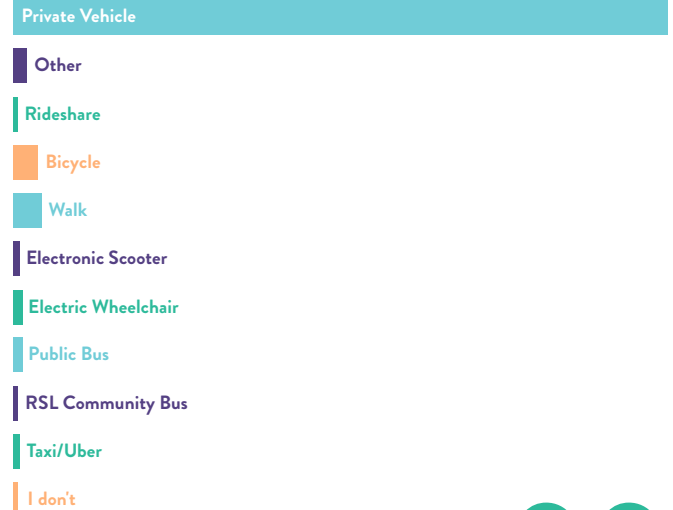 Private Vehicle
Other
Rideshare
Bicycle
Walk
Electronic Scooter
Electric Wheelchair
Public Bus
RSL Community Bus
Taxi/Uber
I don't